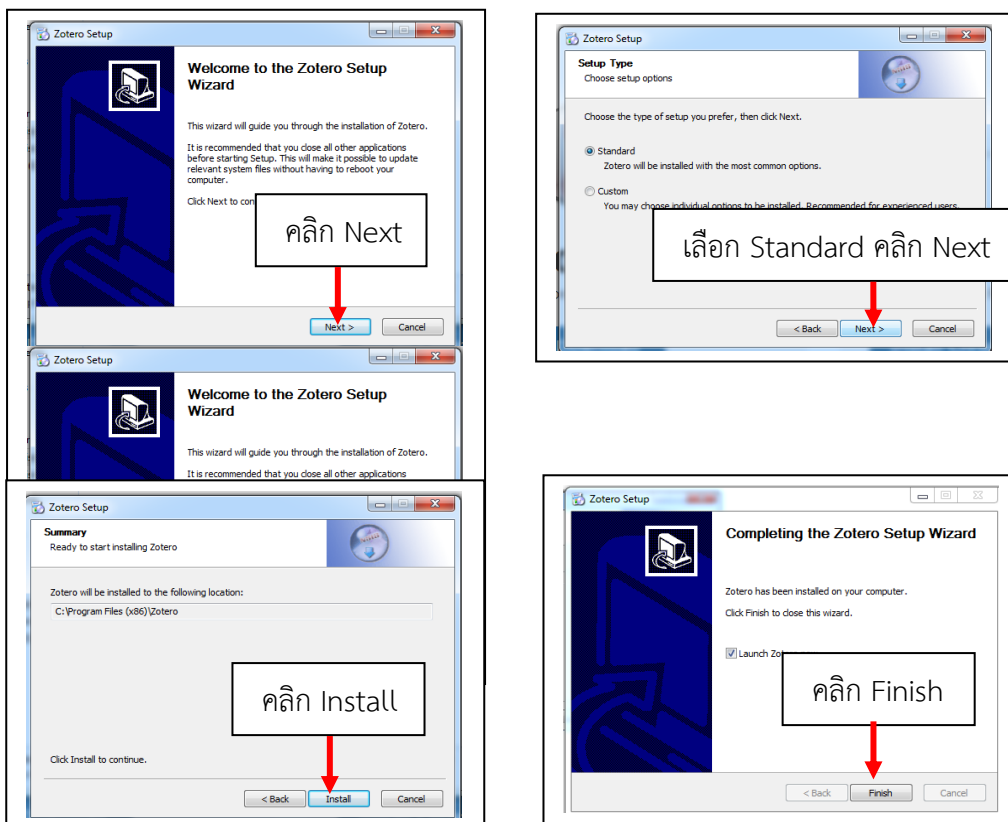 Zotero Setup
Welcome to the Zotero Setup
Wizard
This wizard will guide you through the installation of Zotero.
It is recommended that you close all other applications
before starting Setup. This will make it possible to update
relevant system files without having to reboot your
computer.
Click Next to con
คลิก Next
Next >
Cancel
Zotero Setup
Setup Type
Choose setup options
Choose the type of setup you prefer, then click Next.
Standard
Zotero will be installed with the most common options.
Custom
You may choose individual options to be installed. Recommended for experienced users.
เลือก Standard คลิก Next
< Back
Next >
Cancel
Zotero Setup
Welcome to the Zotero Setup
Wizard
This wizard will guide you through the installation of Zotero.
It is recommended that you close all other applications
Zotero Setup
Summary
Ready to start installing Zotero
Zotero will be installed to the following location:
C:\Program Files (x86)\Zotero
คลิก Install
Click Install to continue.
< Back
Install
Cancel
Zotero Setup
Completing the Zotero Setup Wizard
Zotero has been installed on your computer.
Click Finish to close this wizard.
Launch
คลิก Finish
< Back
Finish
Cancel